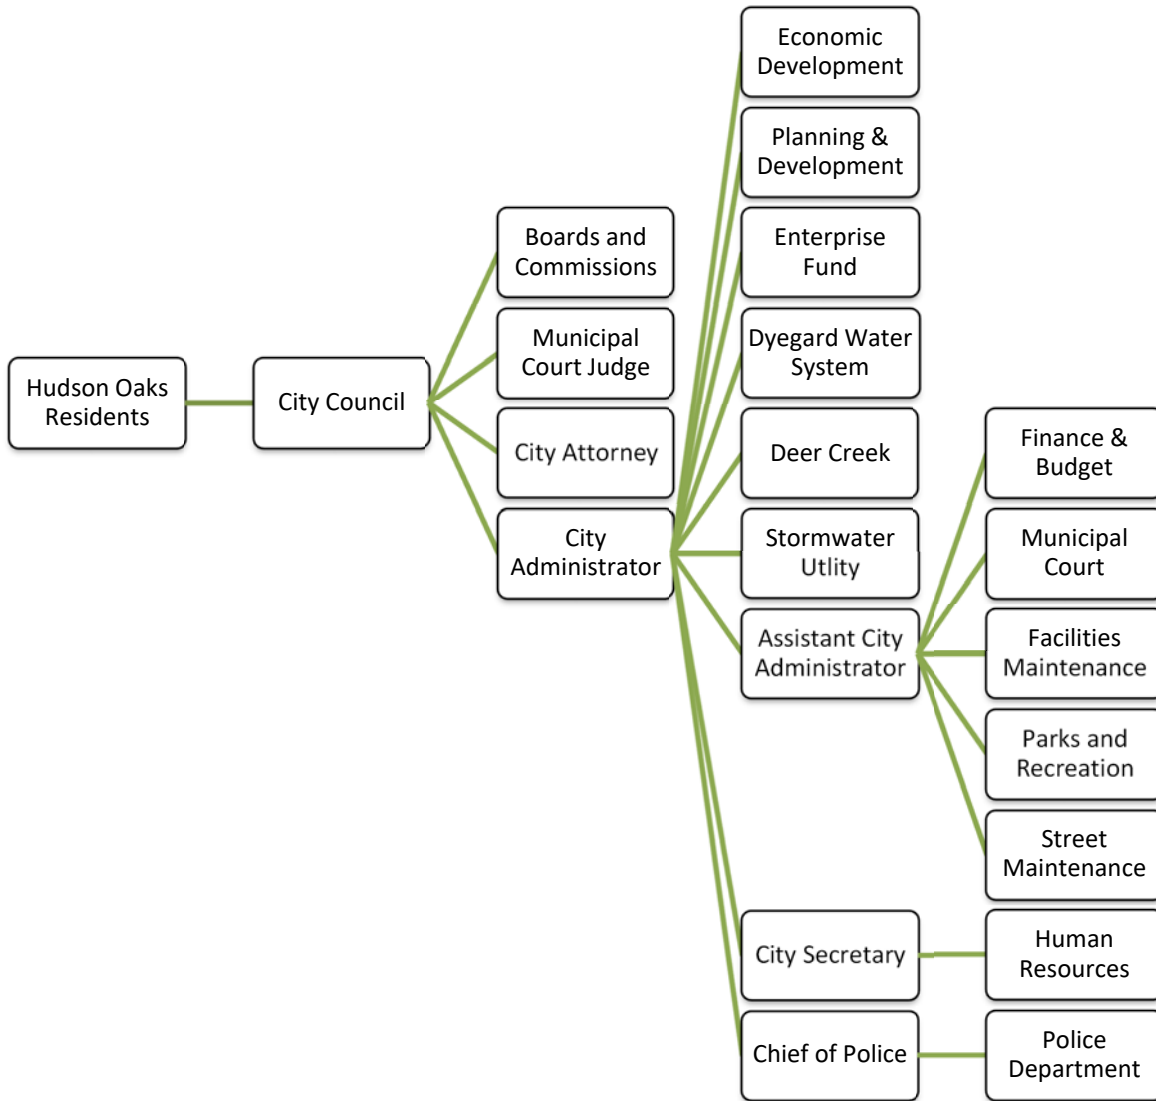 Hudson Oaks
Residents
City Council
Boards and
Commissions
Municipal
Court Judge
City Attorney
City
Administrator
Economic
Development
Planning &
Development
Enterprise
Fund
Dyegard Water
System
Deer Creek
Stormwater
Utlity
Assistant City
Administrator
Finance &
Budget
Municipal
Court
Facilities
Maintenance
Parks and
Recreation
Street
Maintenance
City Secretary
Human
Resources
Chief of Police
Police
Department